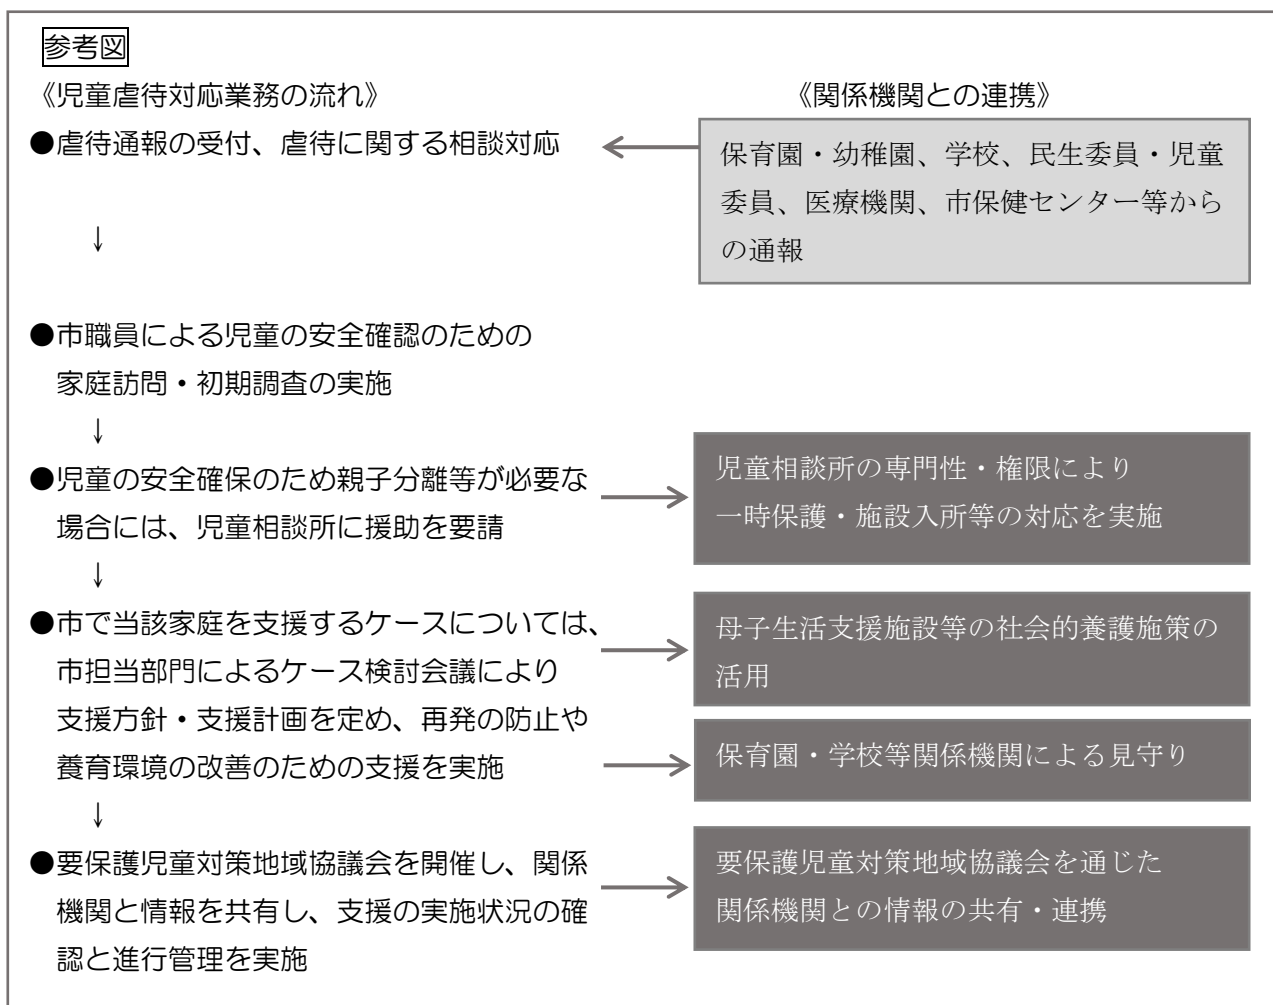 参考図
《児童虐待対応業務の流れ》
《関係機関との連携》
●虐待通報の受付、虐待に関する相談対応
保育園・幼稚園、学校、民生委員・児童
委員、医療機関、市保健センター等から
の通報
↓
●市職員による児童の安全確認のための
家庭訪問・初期調査の実施
↓
●児童の安全確保のため親子分離等が必要な
場合には、児童相談所に援助を要請
児童相談所の専門性・権限により
一時保護・施設入所等の対応を実施
↓
●市で当該家庭を支援するケースについては、
市担当部門によるケース検討会議により
支援方針・支援計画を定め、再発の防止や
養育環境の改善のための支援を実施
母子生活支援施設等の社会的養護施策の
活用
保育園・学校等関係機関による見守り
↓
●要保護児童対策地域協議会を開催し、関係
機関と情報を共有し、支援の実施状況の確
認と進行管理を実施
要保護児童対策地域協議会を通じた
関係機関との情報の共有・連携